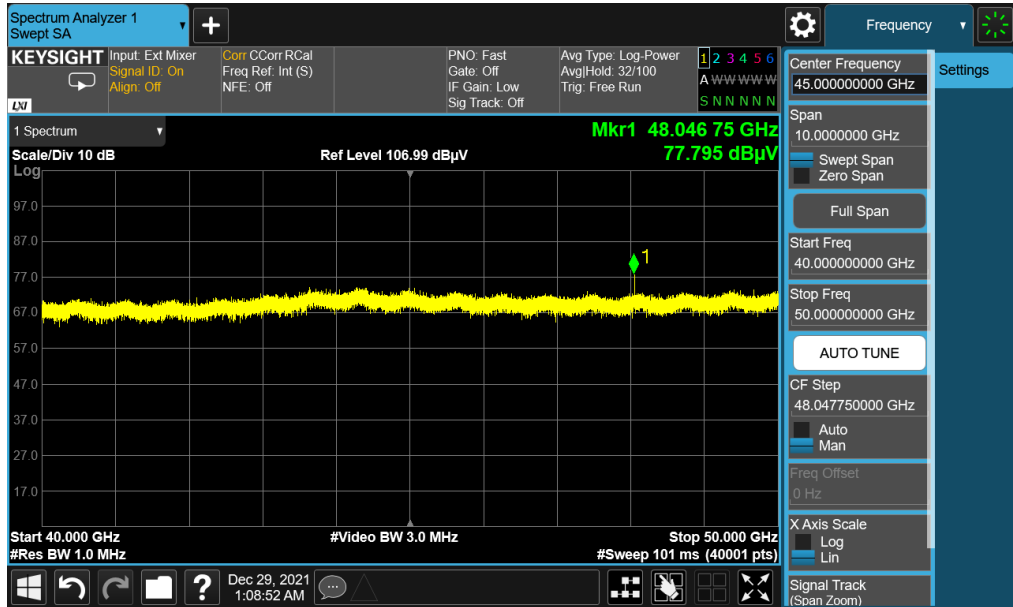 Spectrum Analyzer 1
Swept SA
+
Frequency
KEYSIGHT
Input: Ext Mixer
Signal ID: On
Align: Off
Corr CCorr RCal
Freq Ref: Int (S)
NFE: Off
PNO: Fast
Gate: Off
IF Gain: Low
Sig Track: Off
Avg Type: Log-Power
Avg|Hold: 32/100
Trig: Free Run
1 2 3 4 5 6
A W W W W W
S N N N N N
LXI
1 Spectrum
Scale/Div 10 dB
Log
Ref Level 106.99 dBµV
Mkr1 48.046 75 GHz
77.795 dBµV
97.0
87.0
77.0
67.0
57.0
47.0
37.0
27.0
17.0
1
Start 40.000 GHz
#Res BW 1.0 MHz
#Video BW 3.0 MHz
Stop 50.000 GHz
#Sweep 101 ms (40001 pts)
Center Frequency
45.000000000 GHz
Settings
Span
10.0000000 GHz
Swept Span
Zero Span
Full Span
Start Freq
40.000000000 GHz
Stop Freq
50.000000000 GHz
AUTO TUNE
CF Step
48.047750000 GHz
Auto
Man
Freq Offset
0 Hz
X Axis Scale
Log
Lin
Signal Track
(Span Zoom)
?
Dec 29, 2021
1:08:52 AM